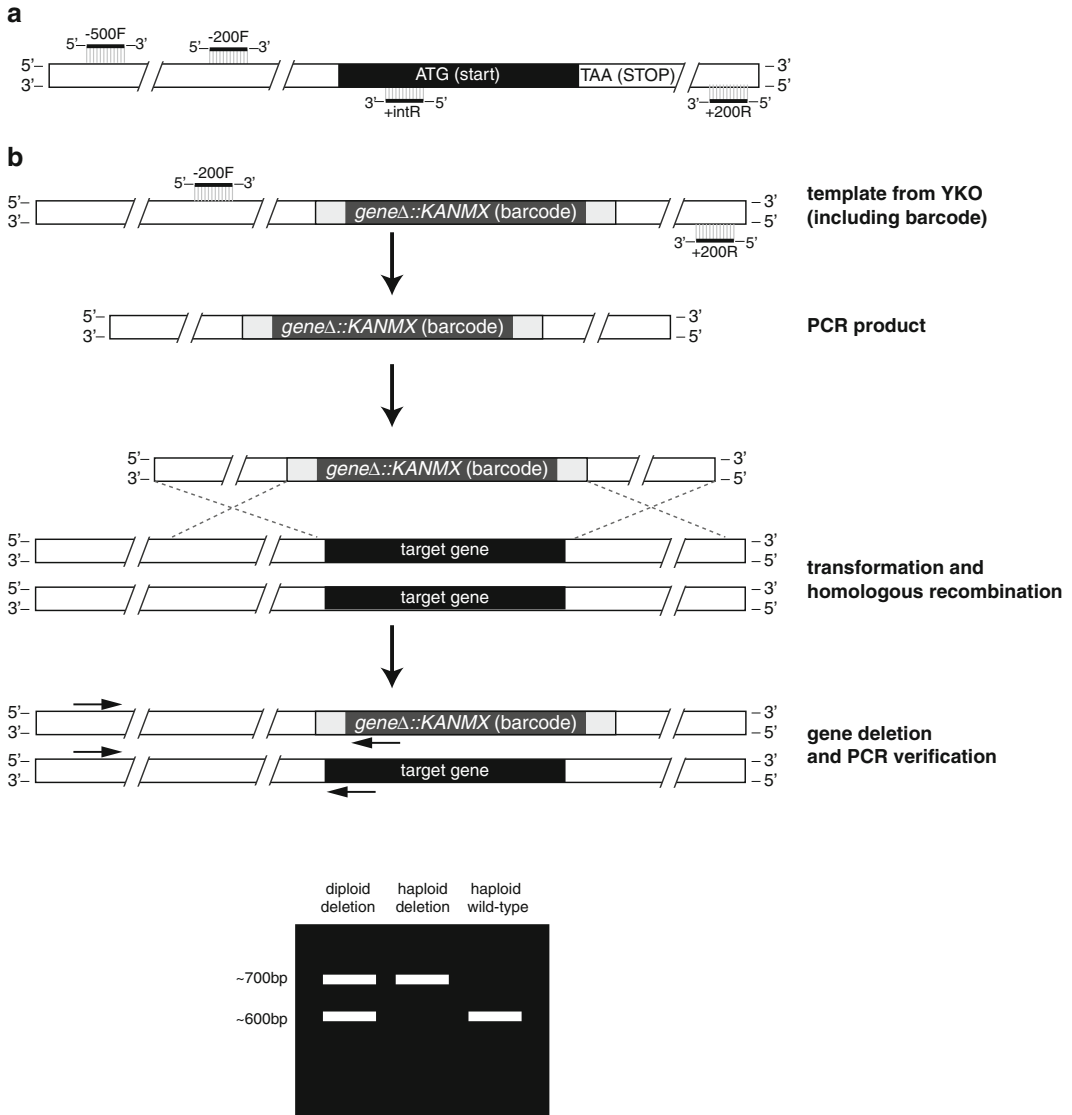 a
-500F
5’– –3’
-200F
5’– –3’
5’–
3’–
ATG (start)
TAA (STOP)
–3’
–5’
3’– –5’
+intR
3’– –5’
+200R
b
-200F
5’– –3’
5’–
3’–
geneΔ::KANMX (barcode)
–3’
–5’
3’– –5’
+200R
template from YKO
(including barcode)
5’–
3’–
geneΔ::KANMX (barcode)
–3’
–5’
PCR product
5’–
3’–
geneΔ::KANMX (barcode)
–3’
–5’
5’–
3’–
target gene
–3’
–5’
5’–
3’–
target gene
–3’
–5’
transformation and
homologous recombination
5’–
3’–
geneΔ::KANMX (barcode)
–3’
–5’
5’–
3’–
target gene
–3’
–5’
gene deletion
and PCR verification
diploid
deletion
haploid
deletion
haploid
wild-type
~700bp
~600bp